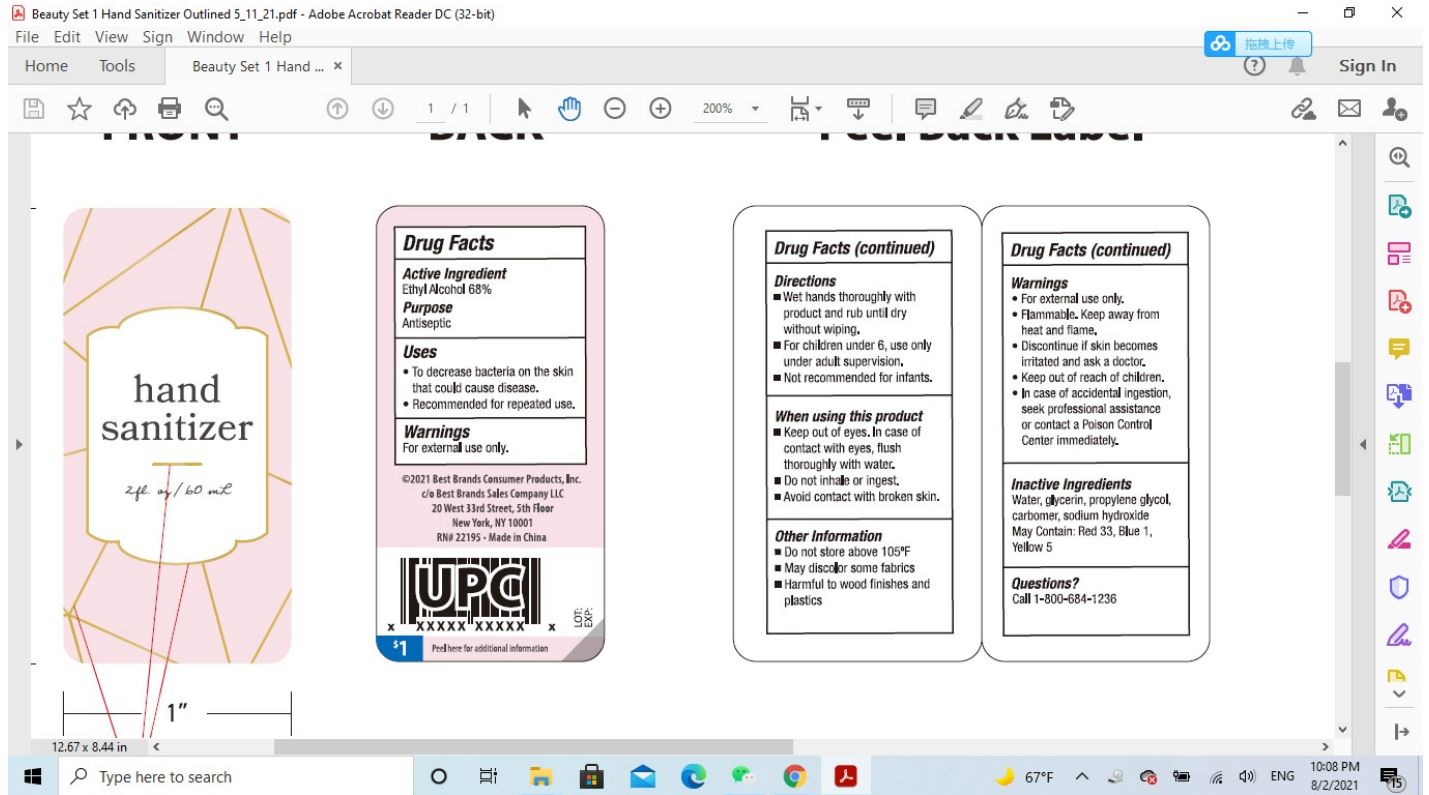 Beauty Set 1 Hand Sanitizer Outlined 5_11_21.pdf - Adobe Acrobat Reader DC (32-bit)
File Edit View Sign Window Help
拖拽上传
Home Tools Beauty Set 1 Hand ... × Sign In
1 / 1 200%
FRONT BACK Peel Back Label
hand
sanitizer
2fl. oz/60 mL
1"
Drug Facts
Active Ingredient
Ethyl Alcohol 68%
Purpose
Antiseptic
Uses
• To decrease bacteria on the skin
that could cause disease.
• Recommended for repeated use.
Warnings
For external use only.
©2021 Best Brands Consumer Products, Inc.
c/o Best Brands Sales Company LLC
20 West 33rd Street, 5th Floor
New York, NY 10001
RN# 22195 - Made in China
UPC
x XXXXX XXXXX x
LOT:
EXP:
$1 Peel here for additional information
Drug Facts (continued)
Directions
■ Wet hands thoroughly with
product and rub until dry
without wiping.
■ For children under 6, use only
under adult supervision.
■ Not recommended for infants.
When using this product
■ Keep out of eyes. In case of
contact with eyes, flush
thoroughly with water.
■ Do not inhale or ingest.
■ Avoid contact with broken skin.
Other Information
■ Do not store above 105ºF
■ May discolor some fabrics
■ Harmful to wood finishes and
plastics
Drug Facts (continued)
Warnings
• For external use only.
• Flammable. Keep away from
heat and flame.
• Discontinue if skin becomes
irritated and ask a doctor.
• Keep out of reach of children.
• In case of accidental ingestion,
seek professional assistance
or contact a Poison Control
Center immediately.
Inactive Ingredients
Water, glycerin, propylene glycol,
carbomer, sodium hydroxide
May Contain: Red 33, Blue 1,
Yellow 5
Questions?
Call 1-800-684-1236
12.67 x 8.44 in
Type here to search
67°F
ENG
10:08 PM
8/2/2021
15